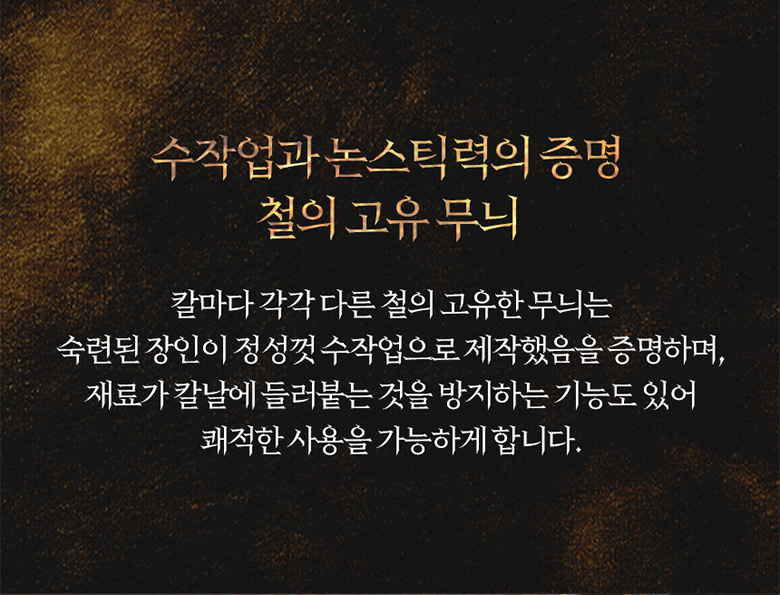 수작업과 논스틱력의 증명
철의 고유 무늬
칼마다 각각 다른 철의 고유한 무늬는
숙련된 장인이 정성껏 수작업으로 제작했음을 증명하며,
재료가 칼날에 들러붙는 것을 방지하는 기능도 있어
쾌적한 사용을 가능하게 합니다.